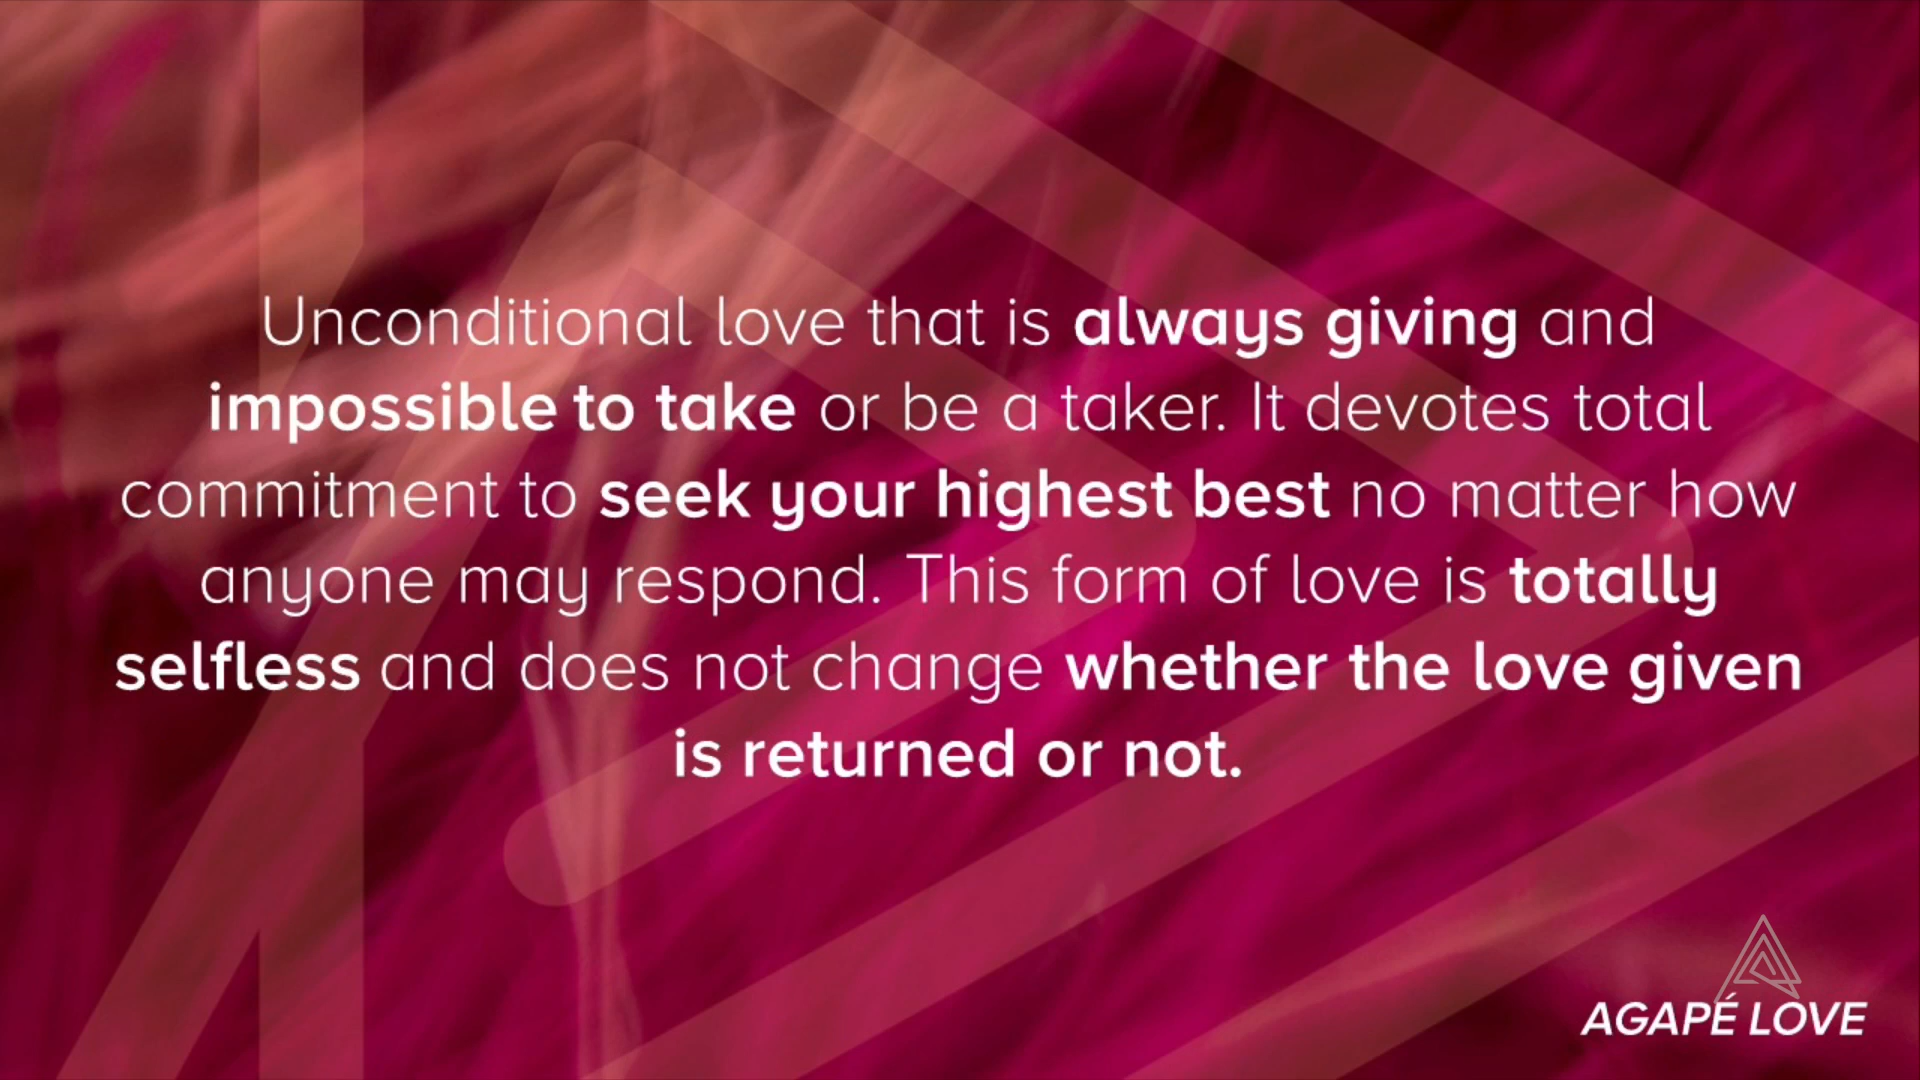 Unconditional love that is always giving and
impossible to take or be a taker. It devotes total
commitment to seek your highest best no matter how
anyone may respond. This form of love is totally
selfless and does not change whether the love given
is returned or not.
AGAPÉ LOVE